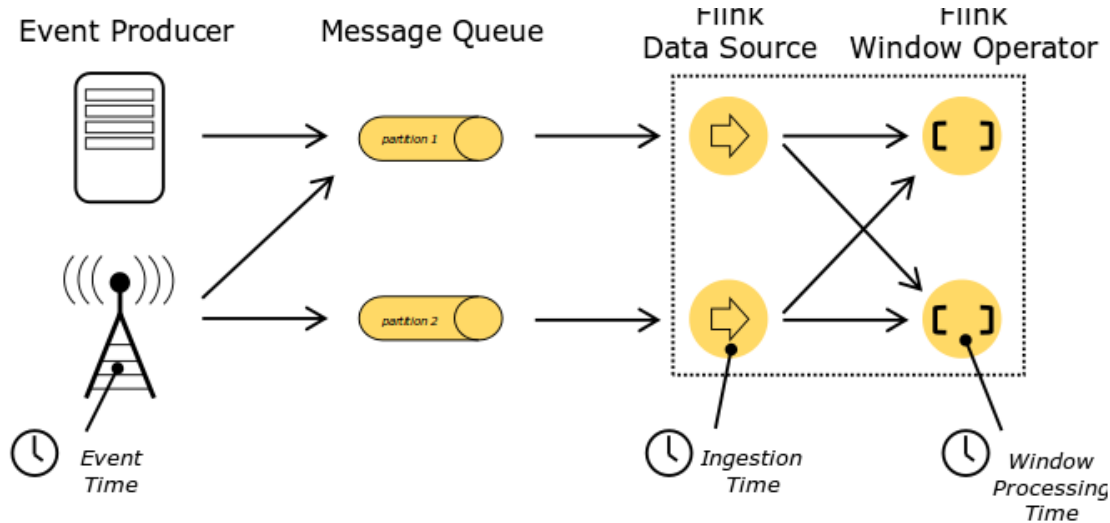 Event Producer
Message Queue
Flink
Data Source
Flink
Window Operator
partition 1
partition 2
Event
Time
Ingestion
Time
Window
Processing
Time